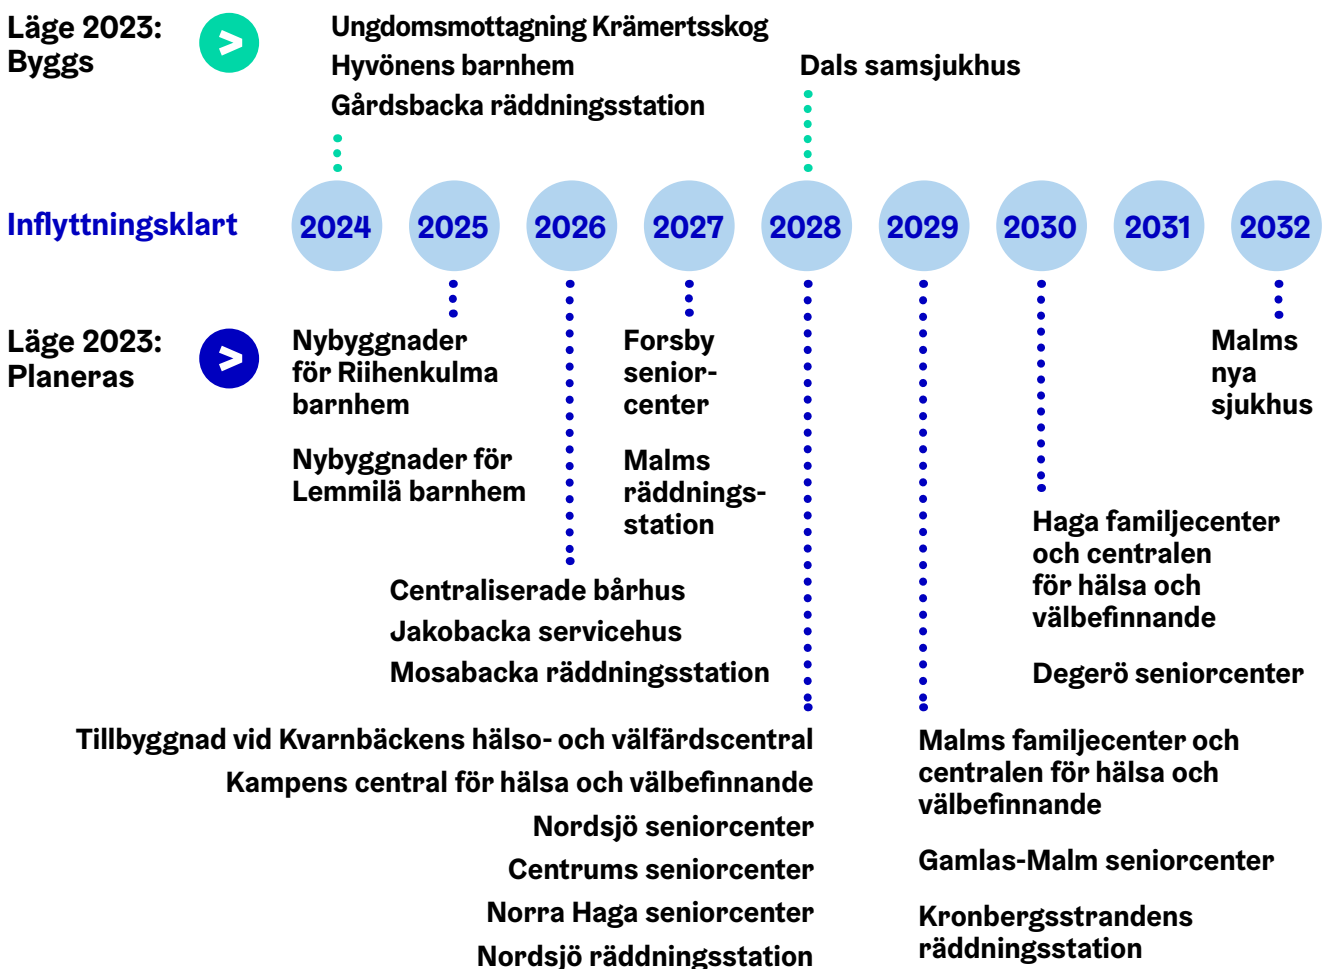 Läge 2023:
Byggs
>
Ungdomsmottagning Krämertsskog
Hyvönens barnhem
Gårdsbacka räddningsstation
Dals samsjukhus
Inflyttningsklart
2024
2025
2026
2027
2028
2029
2030
2031
2032
Läge 2023:
Planeras
>
Nybyggnader
för Riihenkulma
barnhem
Nybyggnader för
Lemmilä barnhem
Centraliserade bårhus
Jakobacka servicehus
Mosabacka räddningsstation
Forsby
senior-
center
Malms
räddnings-
station
Tillbyggnad vid Kvarnbäckens hälso- och välfärdscentral
Kampens central för hälsa och välbefinnande
Nordsjö seniorcenter
Centrums seniorcenter
Norra Haga seniorcenter
Nordsjö räddningsstation
Malms familjecenter och
centralen för hälsa och
välbefinnande
Gamlas-Malm seniorcenter
Kronbergsstrandens
räddningsstation
Haga familjecenter
och centralen
för hälsa och
välbefinnande
Degerö seniorcenter
Malms
nya
sjukhus